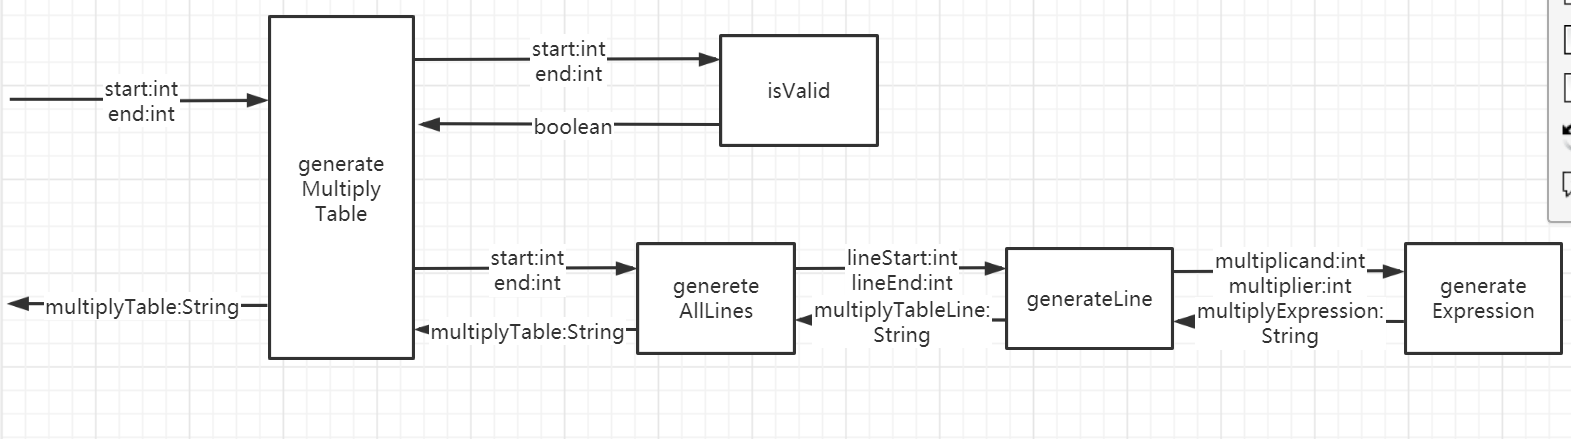 start:int
end:int
generate
Multiply
Table
multiplyTable:String
start:int
end:int
boolean
isValid
start:int
end:int
multiplyTable:String
generete
AllLines
lineStart:int
lineEnd:int
multiplyTableLine:
String
generateLine
multiplicand:int
multiplier:int
multiplyExpression:
String
generate
Expression